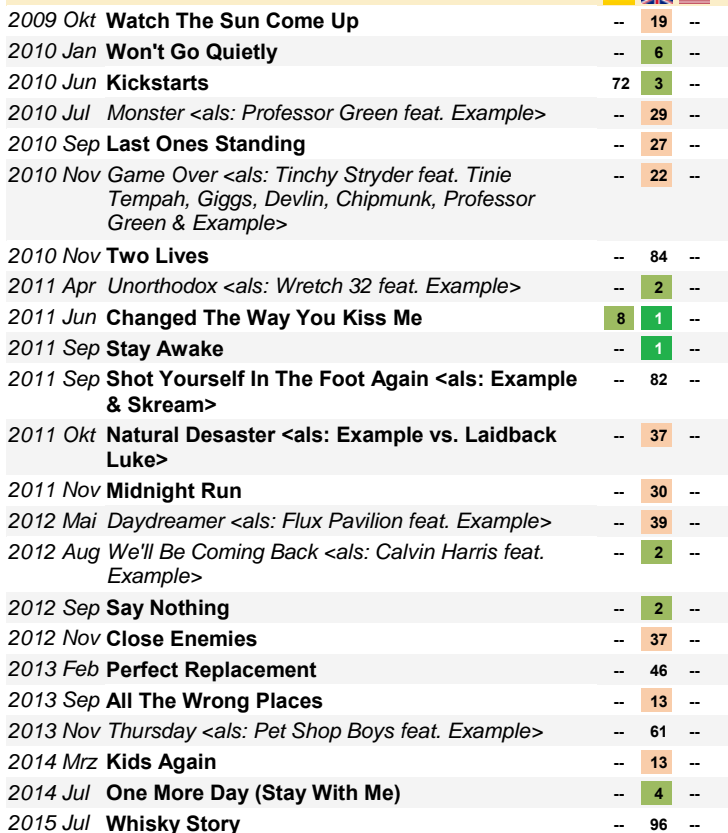 2009 Okt Watch The Sun Come Up -- 19 --
2010 Jan Won't Go Quietly -- 6 --
2010 Jun Kickstarts 72 3 --
2010 Jul Monster <als: Professor Green feat. Example> -- 29 --
2010 Sep Last Ones Standing -- 27 --
2010 Nov Game Over <als: Tinchy Stryder feat. Tinie -- 22 --
Tempah, Giggs, Devlin, Chipmunk, Professor
Green & Example>
2010 Nov Two Lives -- 84 --
2011 Apr Unorthodox <als: Wretch 32 feat. Example> -- 2 --
2011 Jun Changed The Way You Kiss Me 8 1 --
2011 Sep Stay Awake -- 1 --
2011 Sep Shot Yourself In The Foot Again <als: Example -- 82 --
& Skream>
2011 Okt Natural Desaster <als: Example vs. Laidback -- 37 --
Luke>
2011 Nov Midnight Run -- 30 --
2012 Mai Daydreamer <als: Flux Pavilion feat. Example> -- 39 --
2012 Aug We'll Be Coming Back <als: Calvin Harris feat. -- 2 --
Example>
2012 Sep Say Nothing -- 2 --
2012 Nov Close Enemies -- 37 --
2013 Feb Perfect Replacement -- 46 --
2013 Sep All The Wrong Places -- 13 --
2013 Nov Thursday <als: Pet Shop Boys feat. Example> -- 61 --
2014 Mrz Kids Again -- 13 --
2014 Jul One More Day (Stay With Me) -- 4 --
2015 Jul Whisky Story -- 96 --